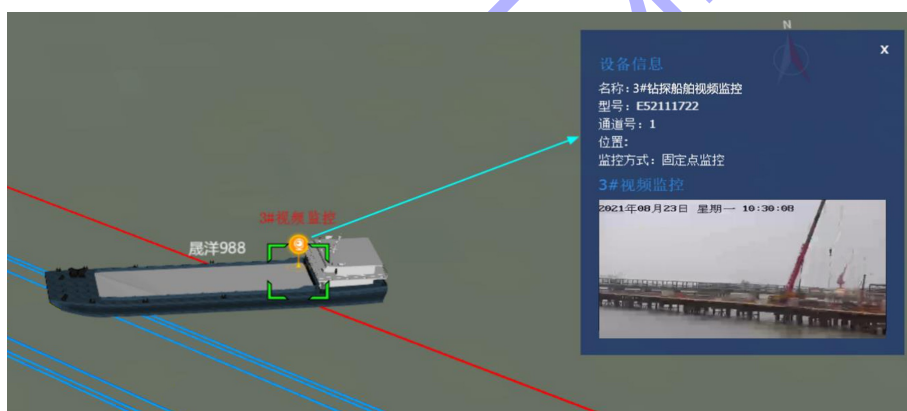 N
X
设备信息
名称：3#钻探船舶视频监控
型号：E52111722
通道号：1
位置：
监控方式：固定点监控
3#视频监控
2021年08月23日 星期一 10:30:08
3#视频监控
晟洋988